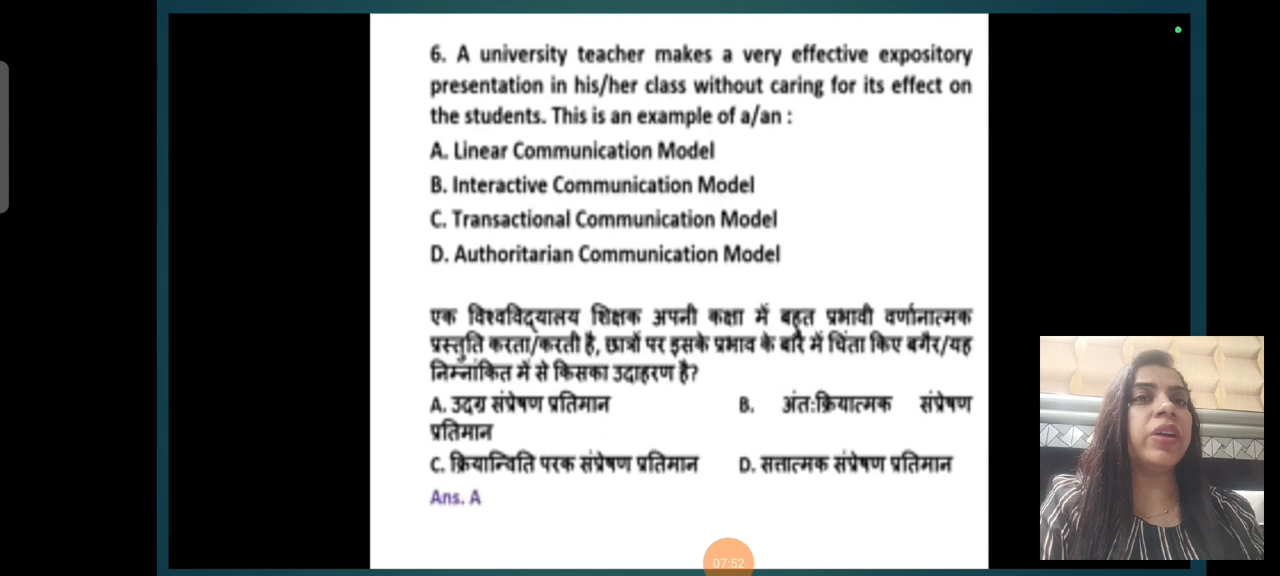 6. A university teacher makes a very effective expository
presentation in his/her class without caring for its effect on
the students. This is an example of a/an :
A. Linear Communication Model
B. Interactive Communication Model
C. Transactional Communication Model
D. Authoritarian Communication Model
एक विश्वविद्यालय शिक्षक अपनी कक्षा में बहुत प्रभावी वर्णानात्मक
प्रस्तुति करता/करती है, छात्रों पर इसके प्रभाव के बारे में चिंता किए बगैर/यह
निम्नांकित में से किसका उदाहरण है?
A. उदग्र संप्रेषण प्रतिमान B. अंत:क्रियात्मक संप्रेषण
प्रतिमान
C. क्रियान्विति परक संप्रेषण प्रतिमान D. सत्तात्मक संप्रेषण प्रतिमान
Ans. A
07:52